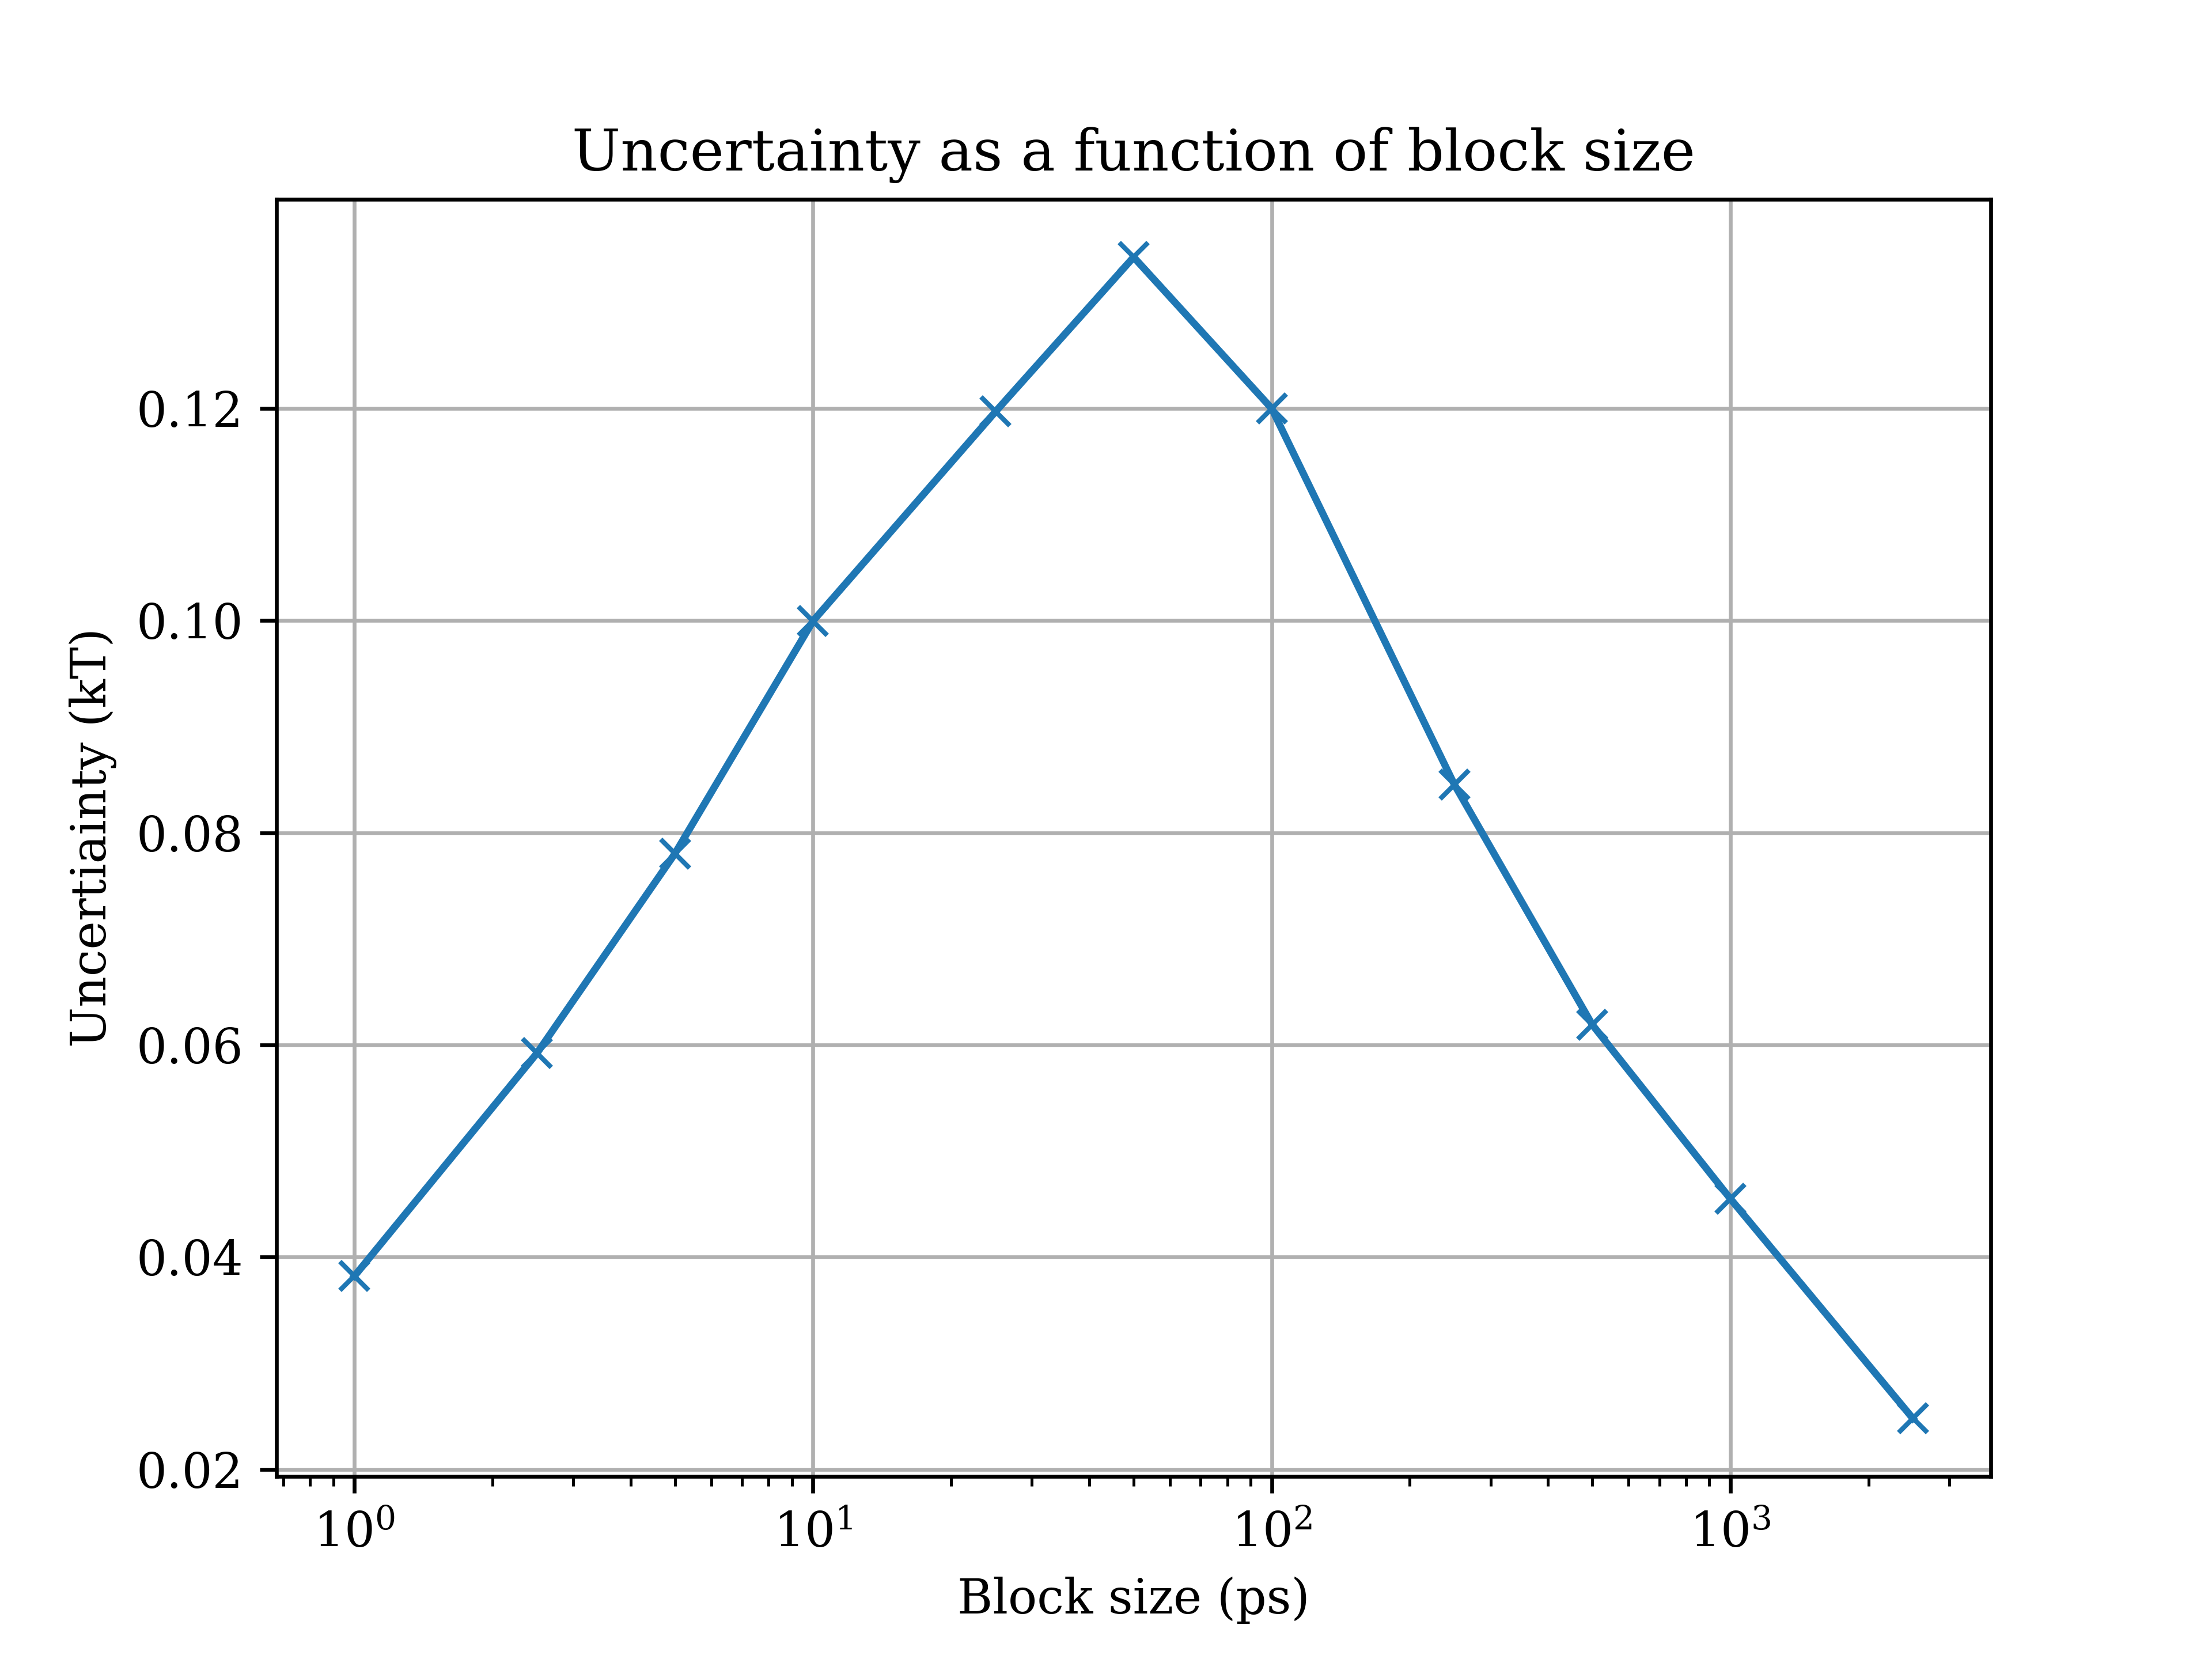 Uncertainty as a function of block size
0.12
0.10
0.08
0.06
0.04
0.02
Uncertiainty (kT)
10⁰ 10¹ 10² 10³
Block size (ps)